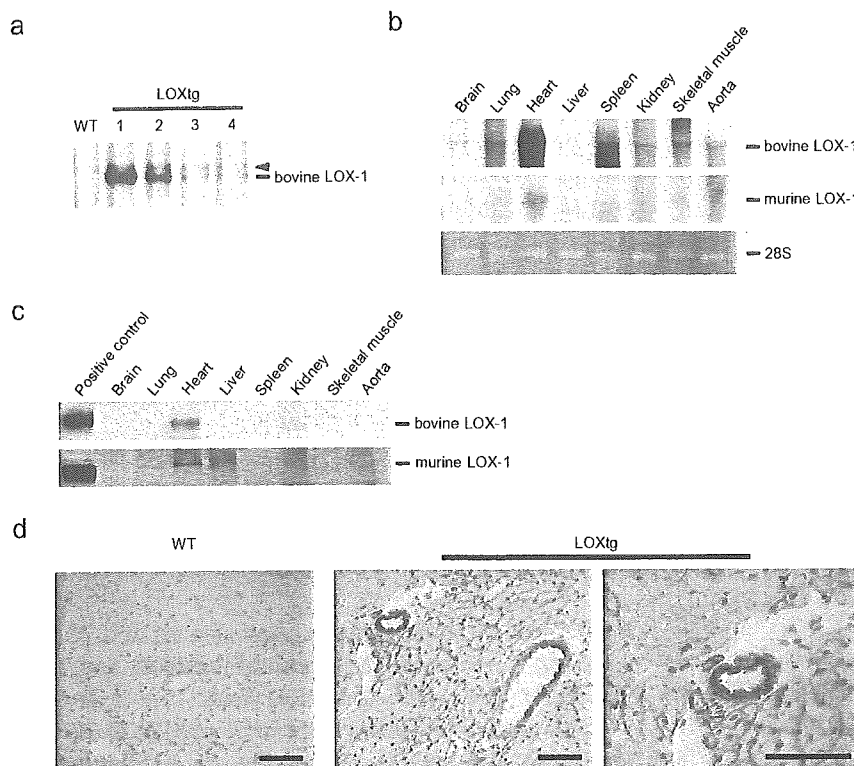 a
LOXtg
WT 1 2 3 4
bovine LOX-1
b
Brain Lung Heart Liver Spleen Kidney Skeletal muscle Aorta
bovine LOX-1
murine LOX-1
28S
c
Positive control Brain Lung Heart Liver Spleen Kidney Skeletal muscle Aorta
bovine LOX-1
murine LOX-1
d
WT LOXtg